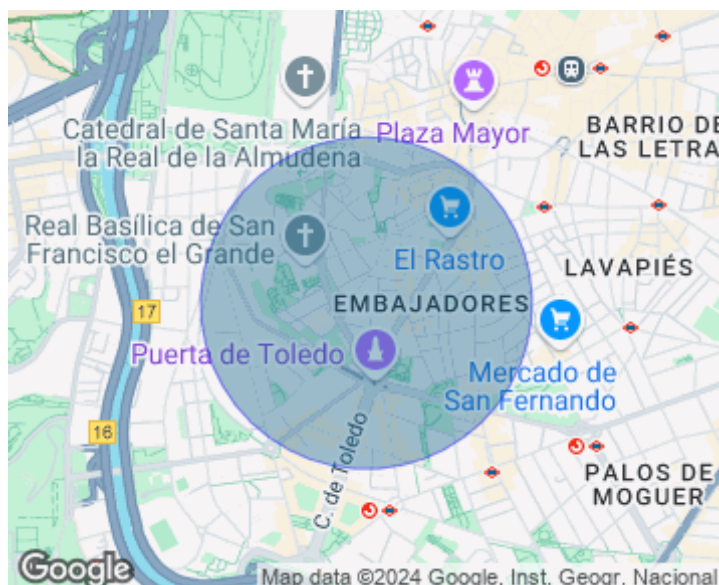 BARRIO DE
LAS LETRA
Plaza Mayor
Catedral de Santa María
la Real de la Almudena
Real Basílica de San
Francisco el Grande
El Rastro
LAVAPIÉS
EMBAJADORES
17
Puerta de Toledo
Mercado de
San Fernando
16
C. de Toledo
PALOS DE
MOGUER
Google
Map data ©2024 Google, Inst. Geogr. Nacional